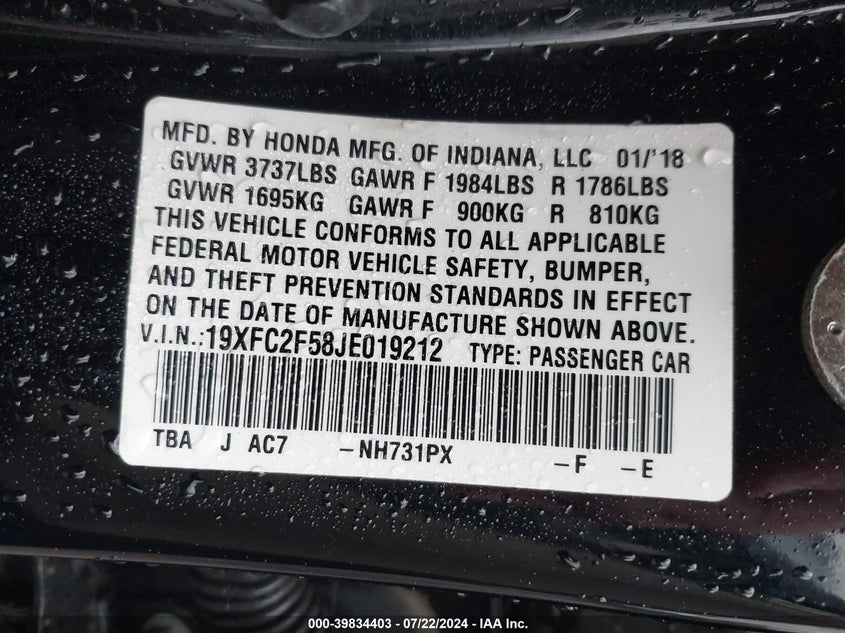 MFD. BY HONDA MFG. OF INDIANA, LLC 01/'18
GVWR 3737LBS GAWR F 1984LBS R 1786LBS
GVWR 1695KG GAWR F 900KG R 810KG
THIS VEHICLE CONFORMS TO ALL APPLICABLE
FEDERAL MOTOR VEHICLE SAFETY, BUMPER,
AND THEFT PREVENTION STANDARDS IN EFFECT
ON THE DATE OF MANUFACTURE SHOWN ABOVE.
V.I.N.:19XFC2F58JE019212 TYPE: PASSENGER CAR
TBA J AC7 –NH731PX –F –E
000-39834403 - 07/22/2024 - IAA Inc.